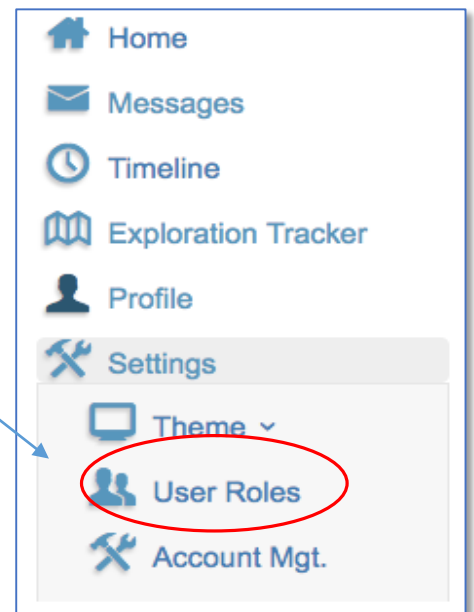 Home
Messages
Timeline
Exploration Tracker
Profile
Settings
Theme
User Roles
Account Mgt.